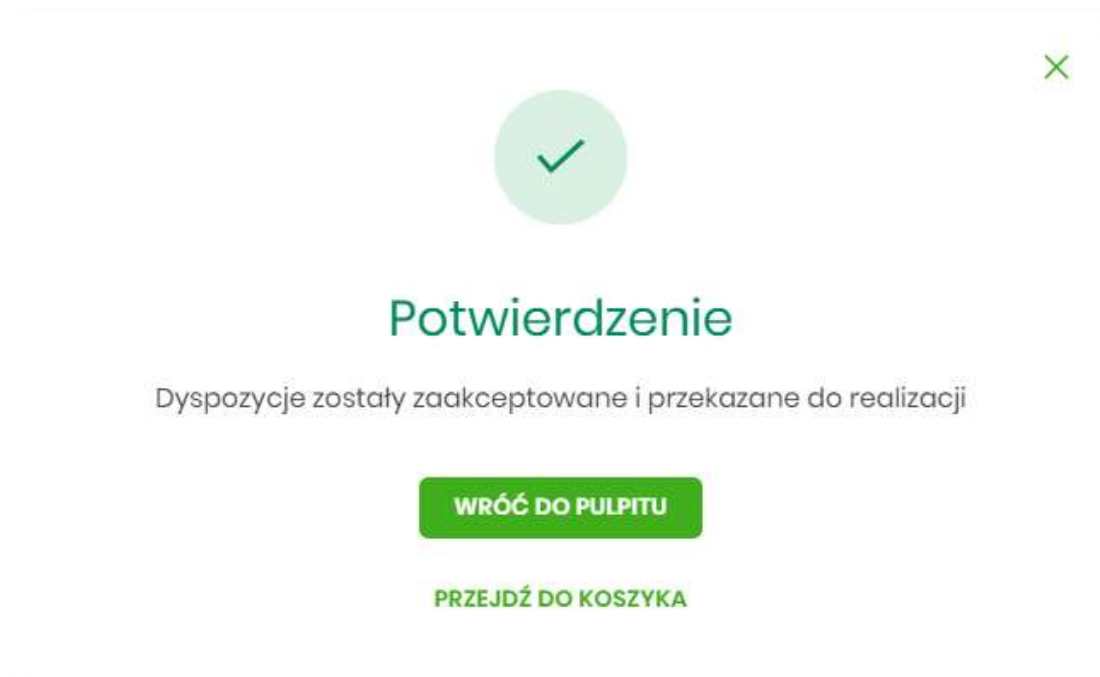 Potwierdzenie
Dyspozycje zostały zaakceptowane i przekazane do realizacji
WRÓĆ DO PULPITU
PRZEJDŹ DO KOSZYKA